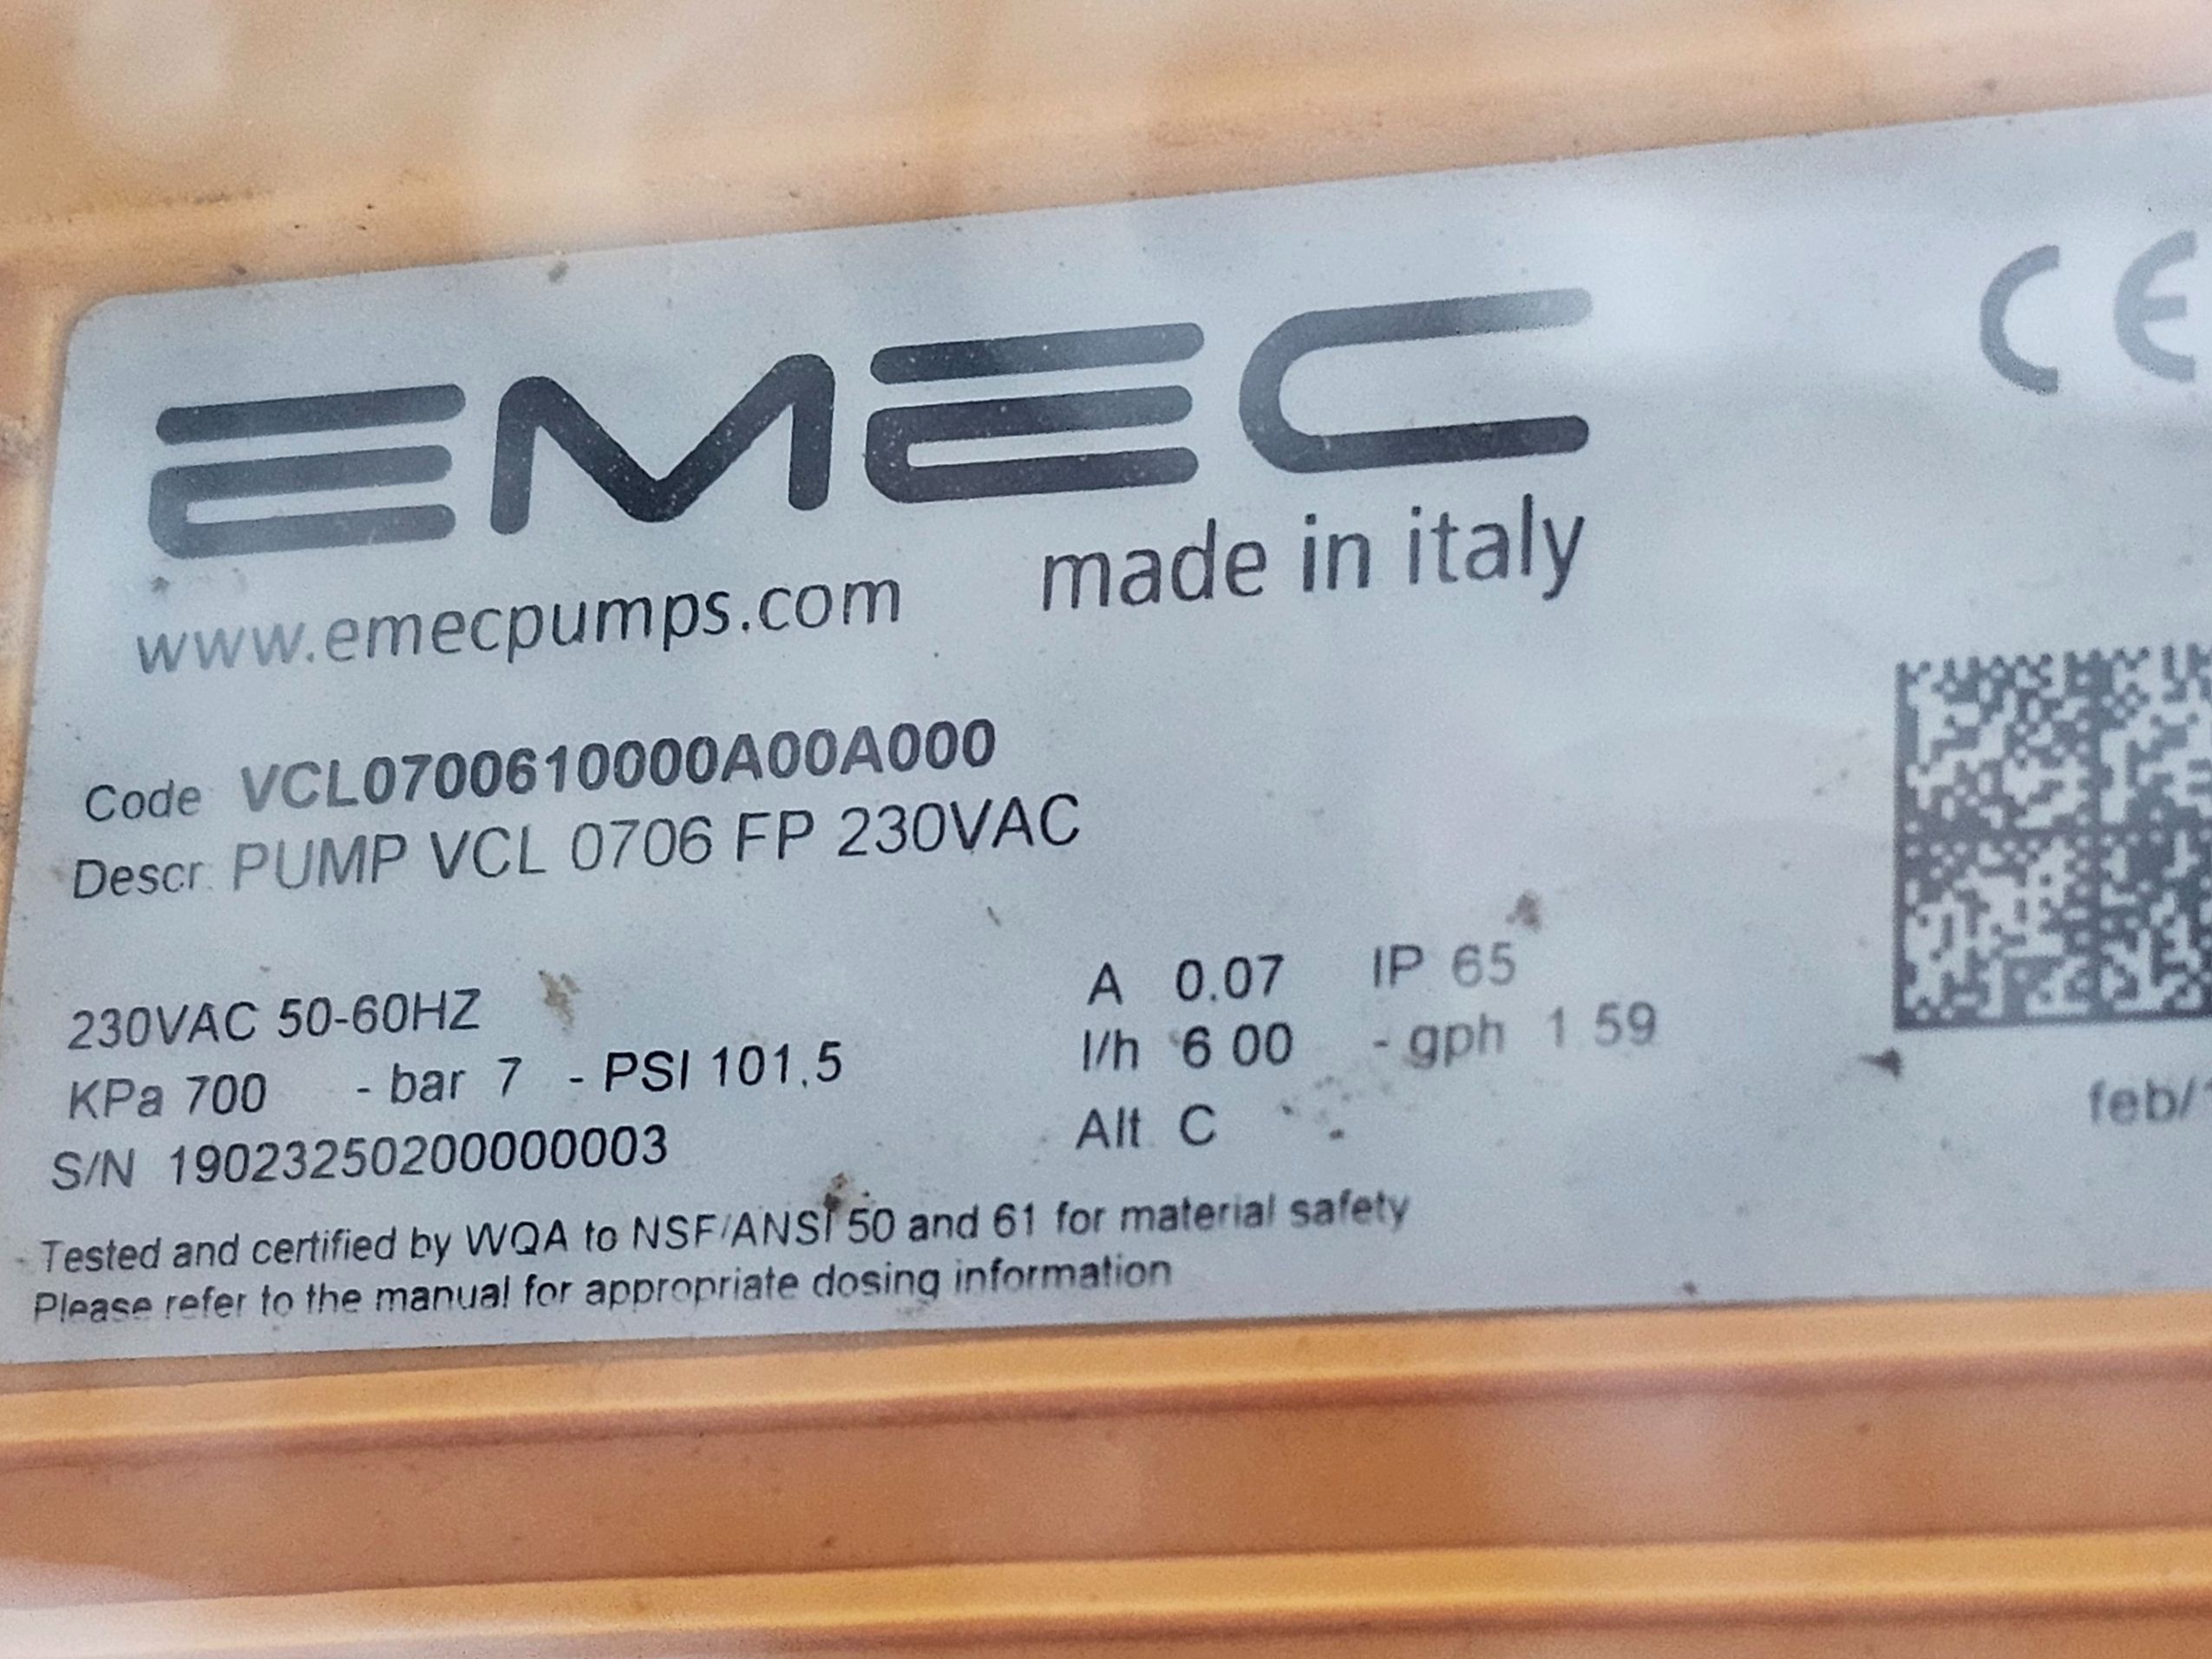 EMEC
CE
www.emecpumps.com made in italy
Code VCL0700610000A00A000
Descr. PUMP VCL 0706 FP 230VAC
230VAC 50-60HZ A 0.07 IP 65
KPa 700 - bar 7 - PSI 101.5 l/h 6.00 - gph 1.59
S/N 19023250200000003 Alt C
feb/
Tested and certified by WQA to NSF/ANSI 50 and 61 for material safety
Please refer to the manual for appropriate dosing information